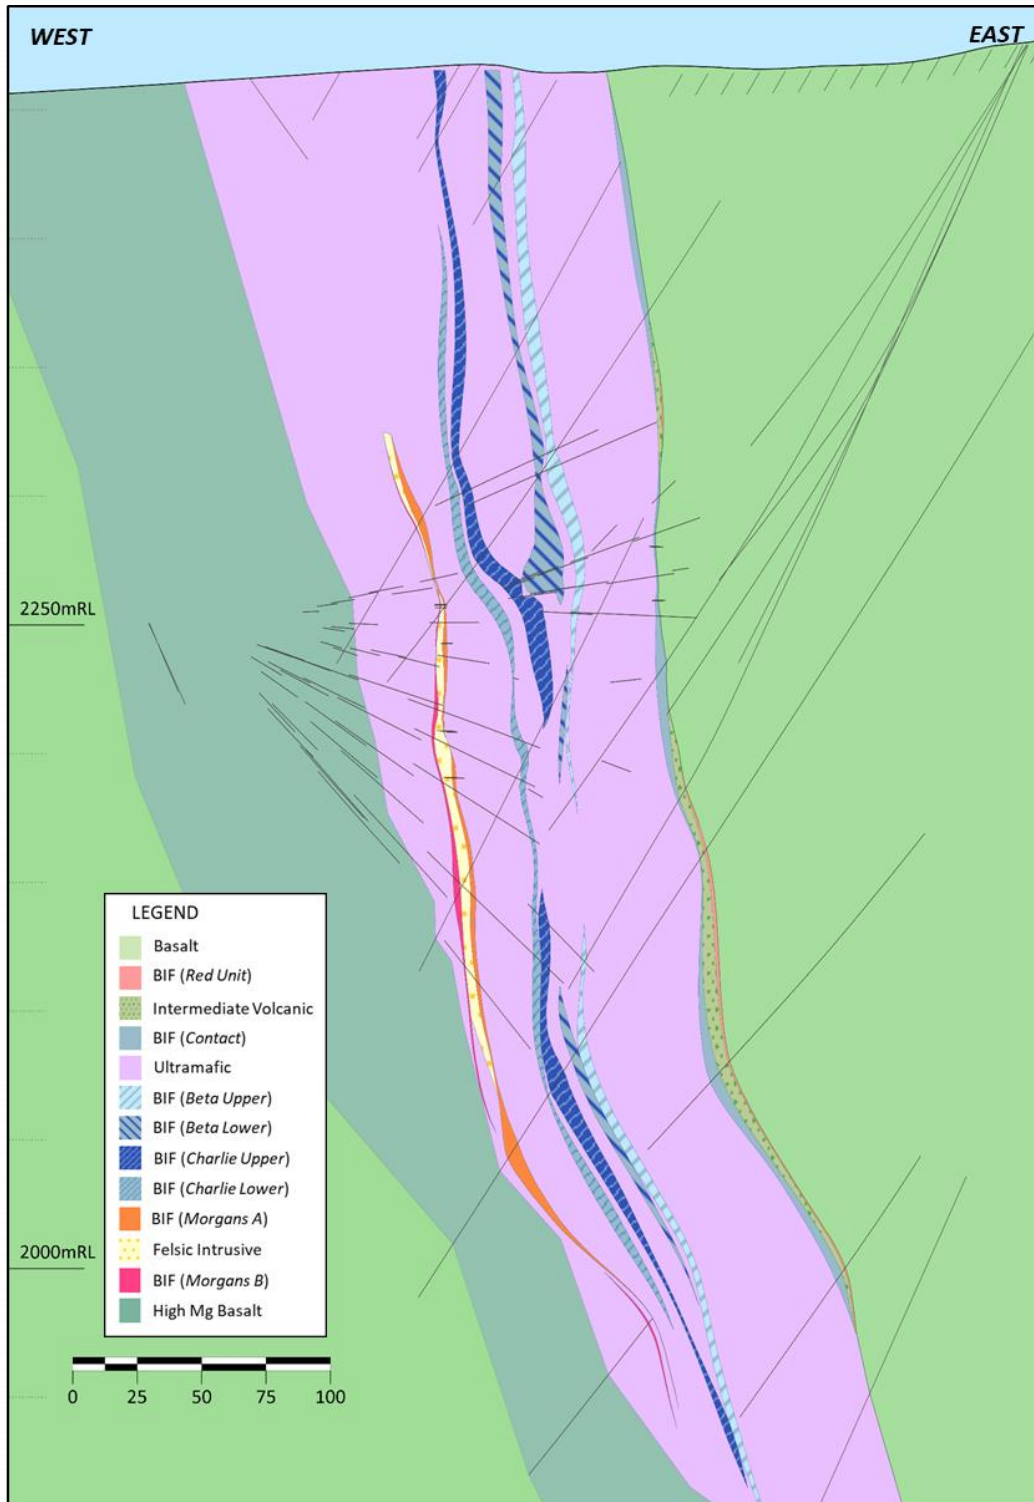 WEST
EAST
2250mRL
LEGEND
Basalt
BIF (Red Unit)
Intermediate Volcanic
BIF (Contact)
Ultramafic
BIF (Beta Upper)
BIF (Beta Lower)
BIF (Charlie Upper)
BIF (Charlie Lower)
BIF (Morgans A)
Felsic Intrusive
BIF (Morgans B)
High Mg Basalt
2000mRL
0 25 50 75 100